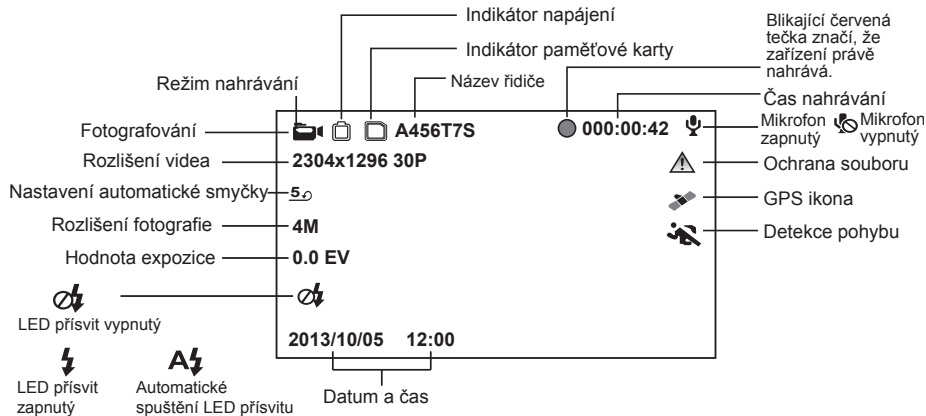 Indikátor napájení
Indikátor paměťové karty
Název řidiče
Blikající červená
tečka značí, že
zařízení právě
nahrává.
Režim nahrávání
Čas nahrávání
Fotografování
A456T7S
000:00:42
Mikrofon
zapnutý
Mikrofon
vypnutý
Rozlišení videa
2304x1296 30P
Ochrana souboru
Nastavení automatické smyčky
5
GPS ikona
Rozlišení fotografie
4M
Detekce pohybu
Hodnota expozice
0.0 EV
LED přísvit vypnutý
2013/10/05 12:00
A
LED přísvit
zapnutý
Automatické
spuštění LED přísvitu
Datum a čas